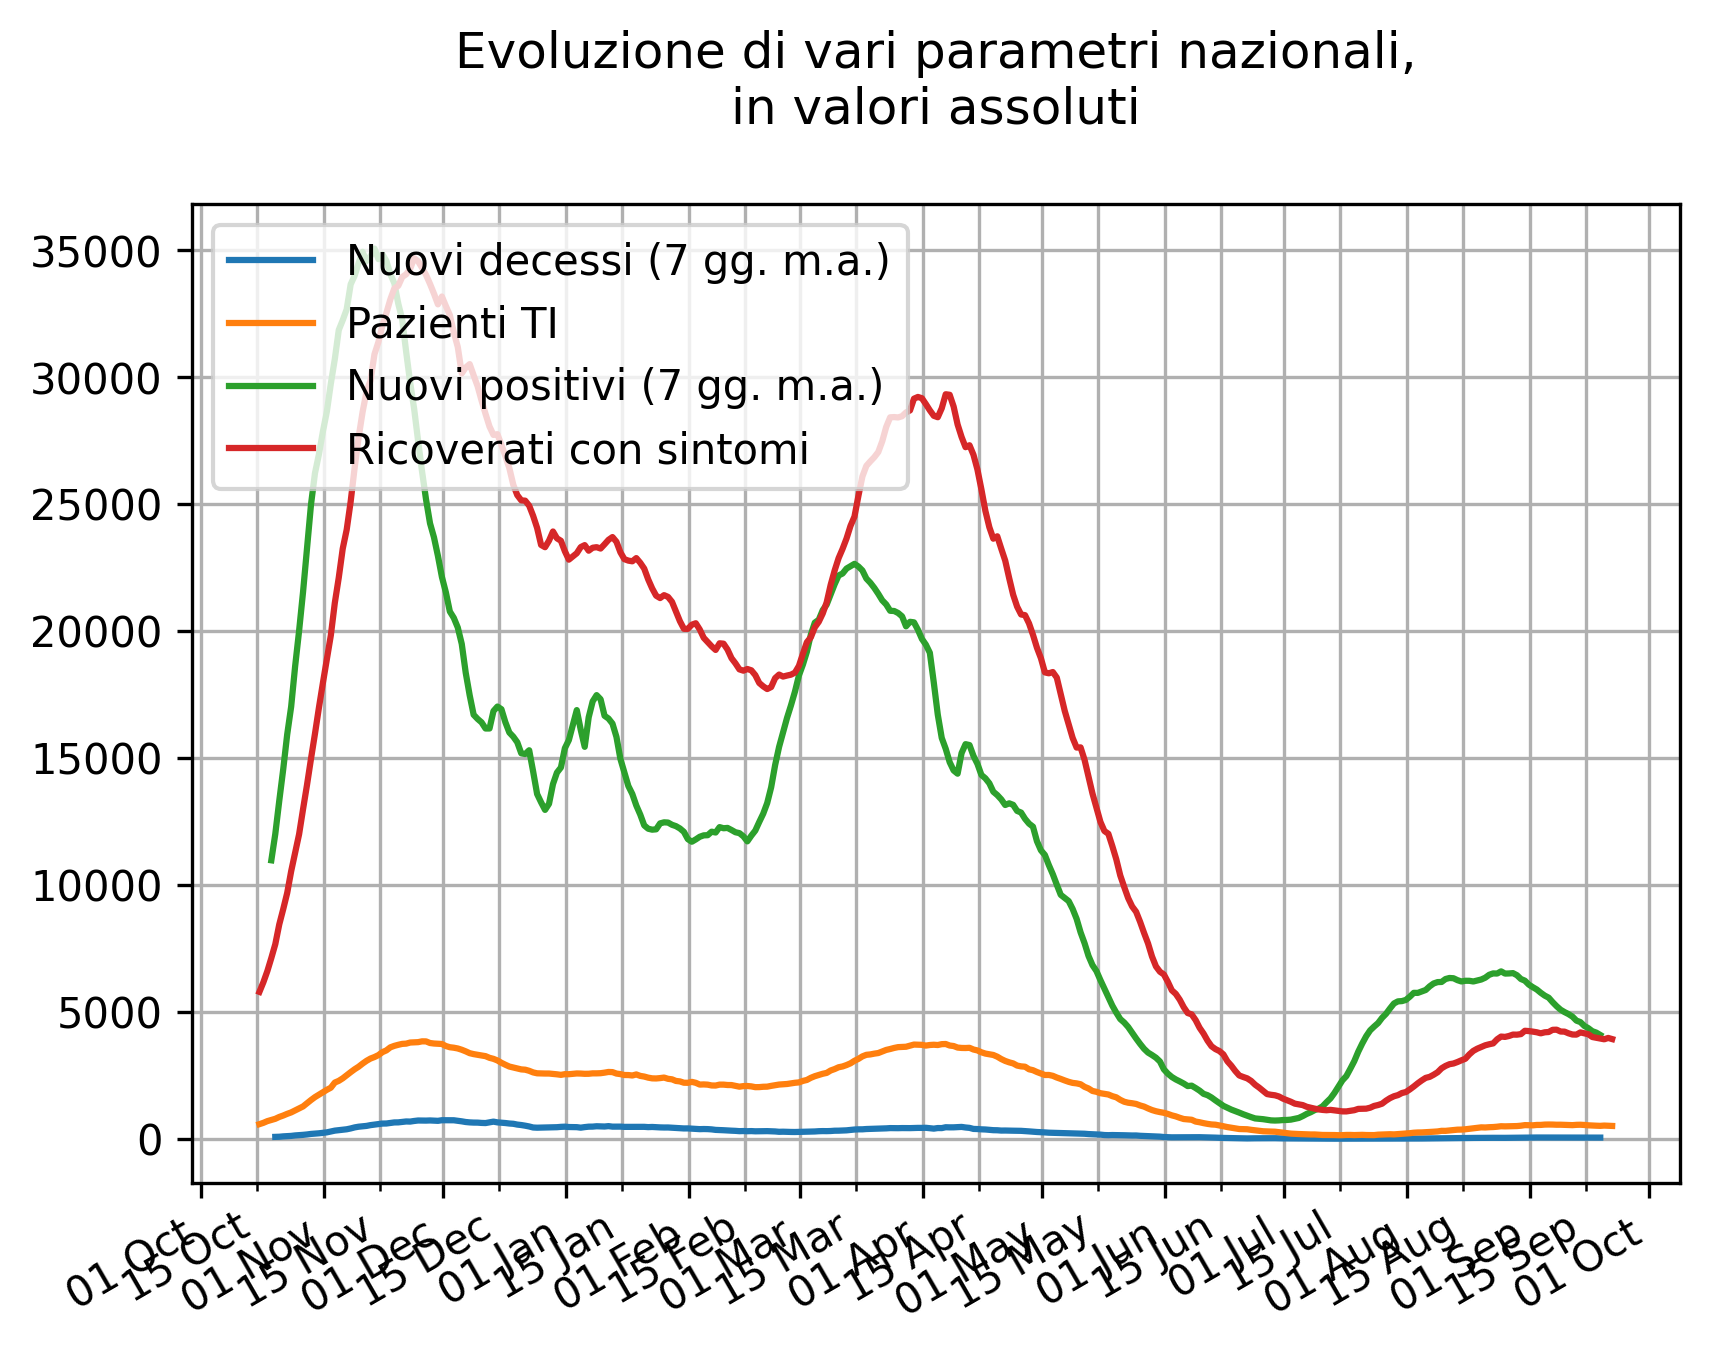 Evoluzione di vari parametri nazionali,
in valori assoluti
Nuovi decessi (7 gg. m.a.)
Pazienti TI
Nuovi positivi (7 gg. m.a.)
Ricoverati con sintomi
35000
30000
25000
20000
15000
10000
5000
0
01 Oct
15 Oct
01 Nov
15 Nov
01 Dec
15 Dec
01 Jan
15 Jan
01 Feb
15 Feb
01 Mar
15 Mar
01 Apr
15 Apr
01 May
15 May
01 Jun
15 Jun
01 Jul
15 Jul
01 Aug
15 Aug
01 Sep
15 Sep
01 Oct